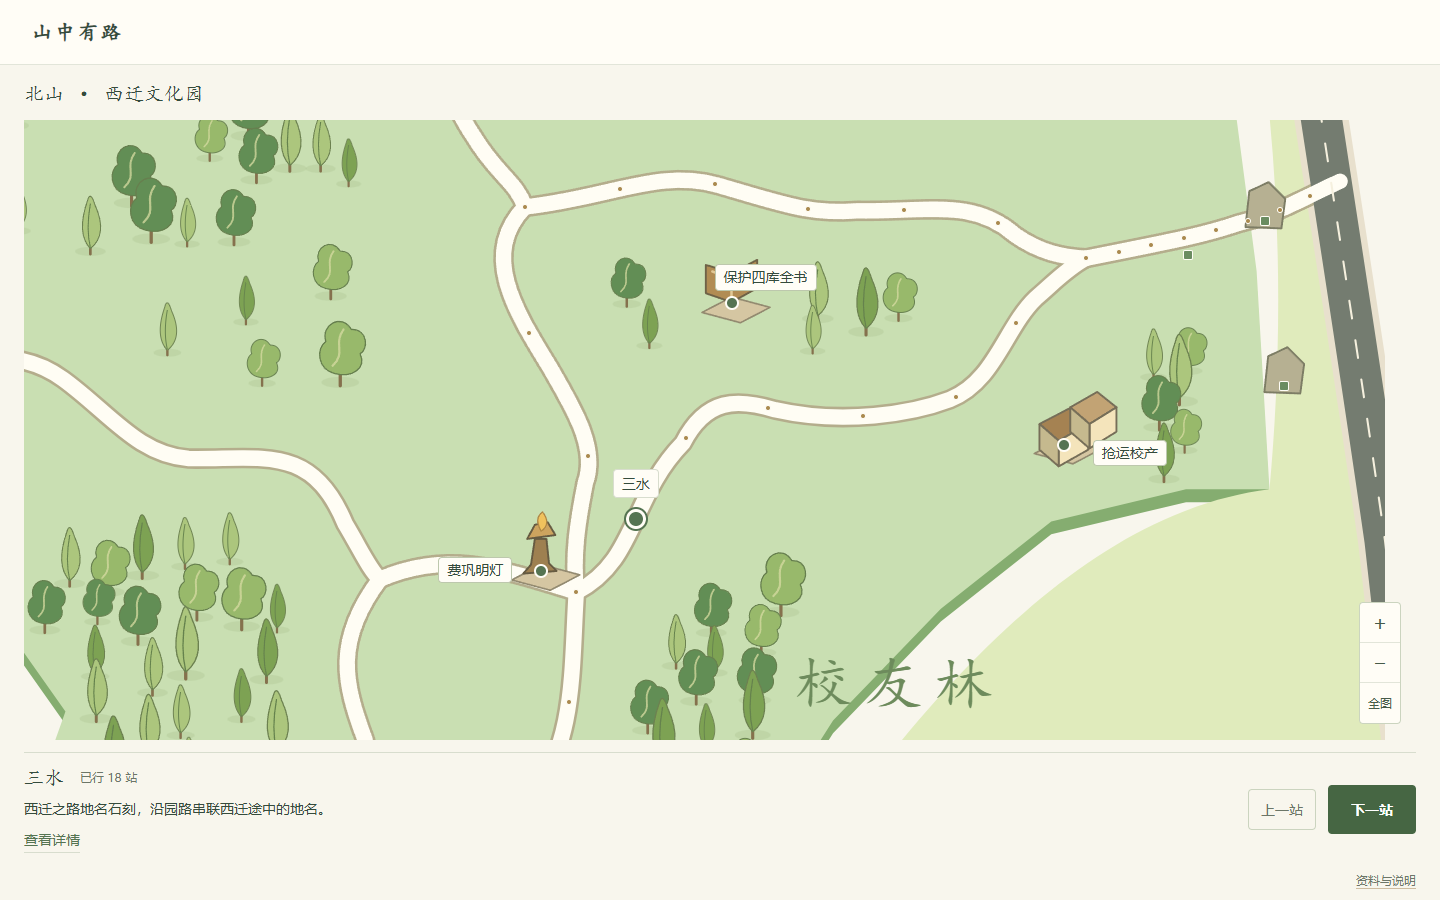 山中有路
北山 • 西迁文化园
保护四库全书
抢运校产
三水
费巩明灯
校友林
+
−
全图
三水 已行 18 站
西迁之路地名石刻，沿园路串联西迁途中的地名。
查看详情
上一站
下一站
资料与说明